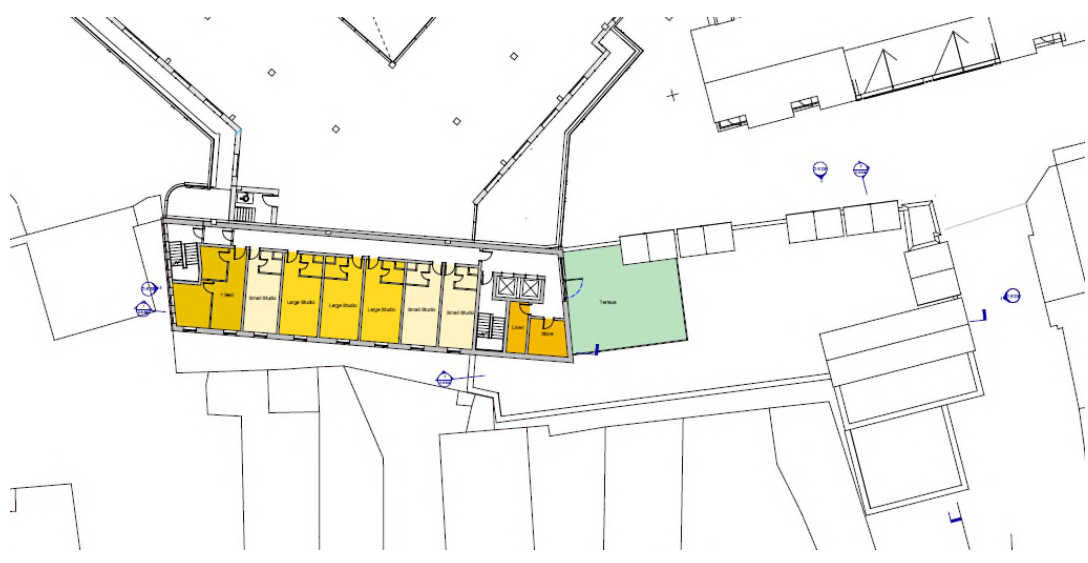 1 Bed
Small Studio
Large Studio
Large Studio
Large Studio
Small Studio
Small Studio
Linen
Store
Terrace